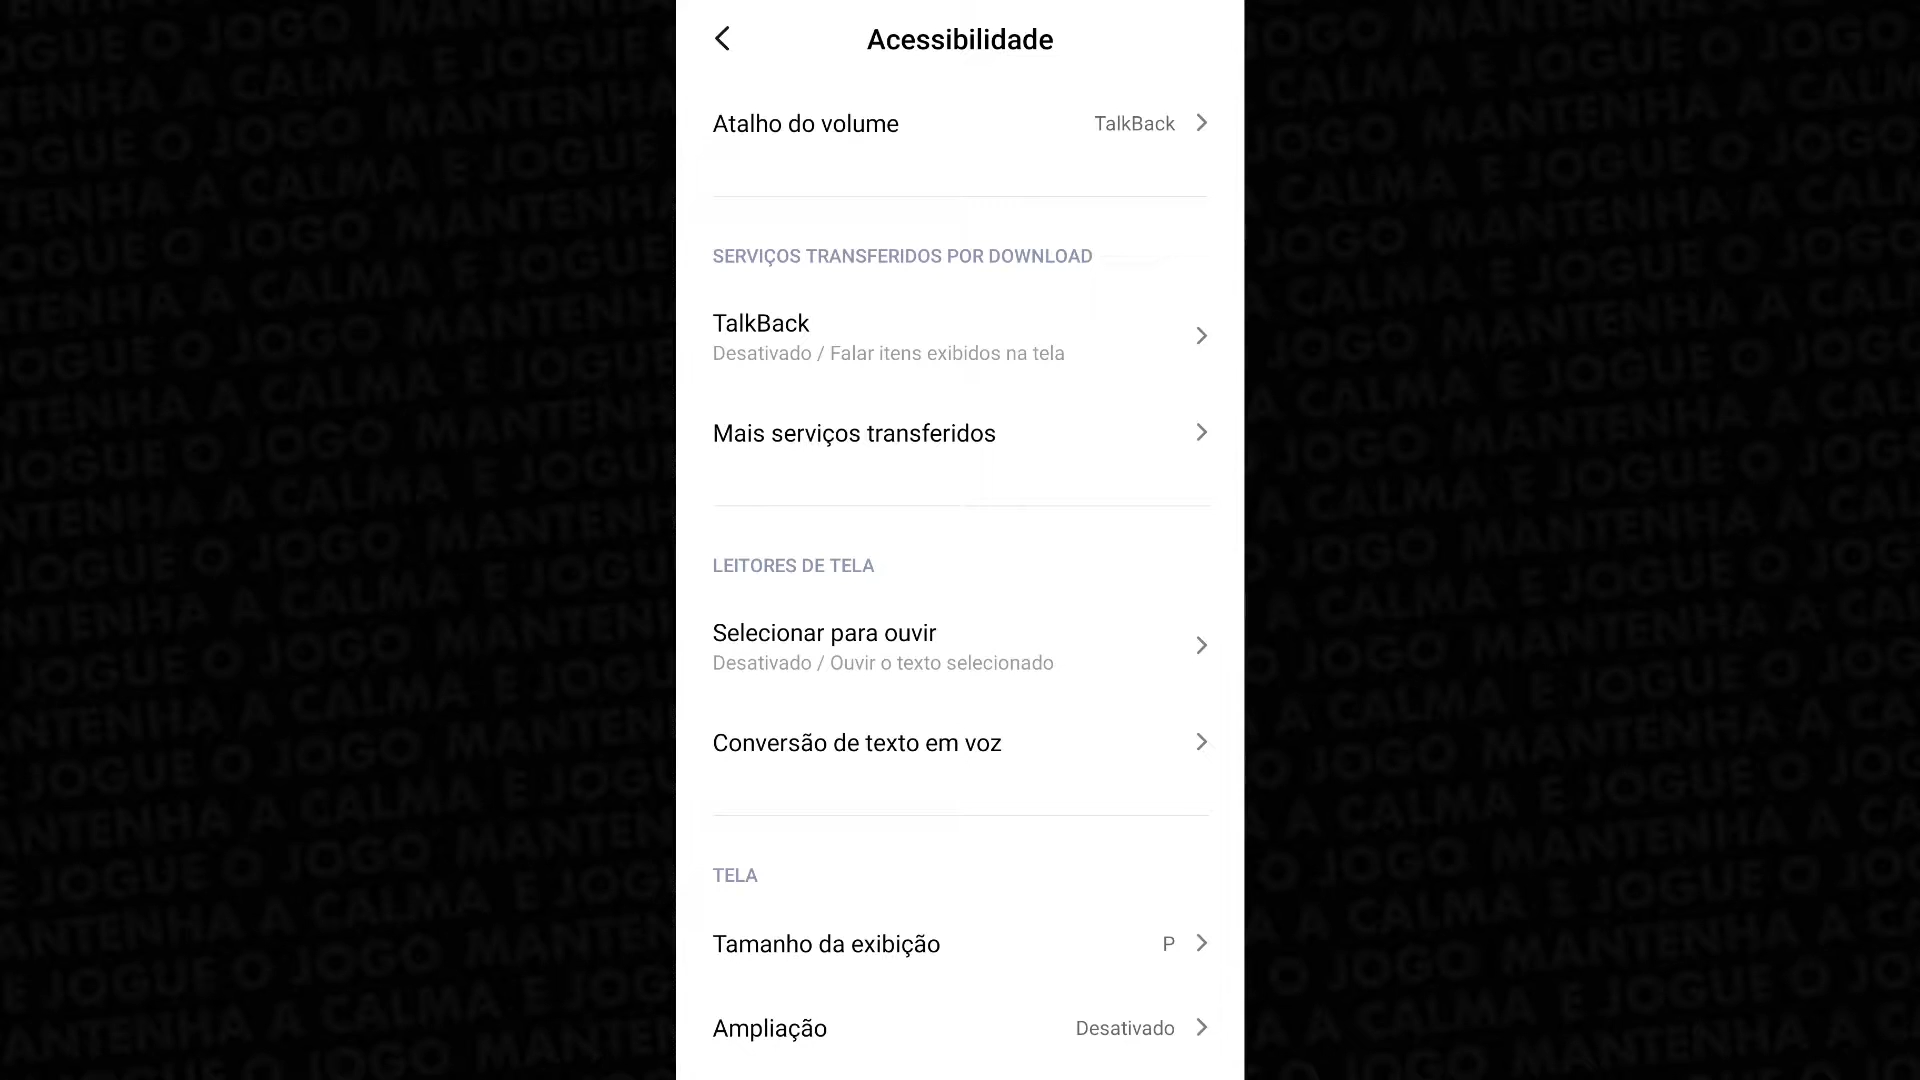 Acessibilidade
Atalho do volume TalkBack
SERVIÇOS TRANSFERIDOS POR DOWNLOAD
TalkBack
Desativado / Falar itens exibidos na tela
Mais serviços transferidos
LEITORES DE TELA
Selecionar para ouvir
Desativado / Ouvir o texto selecionado
Conversão de texto em voz
TELA
Tamanho da exibição P
Ampliação Desativado